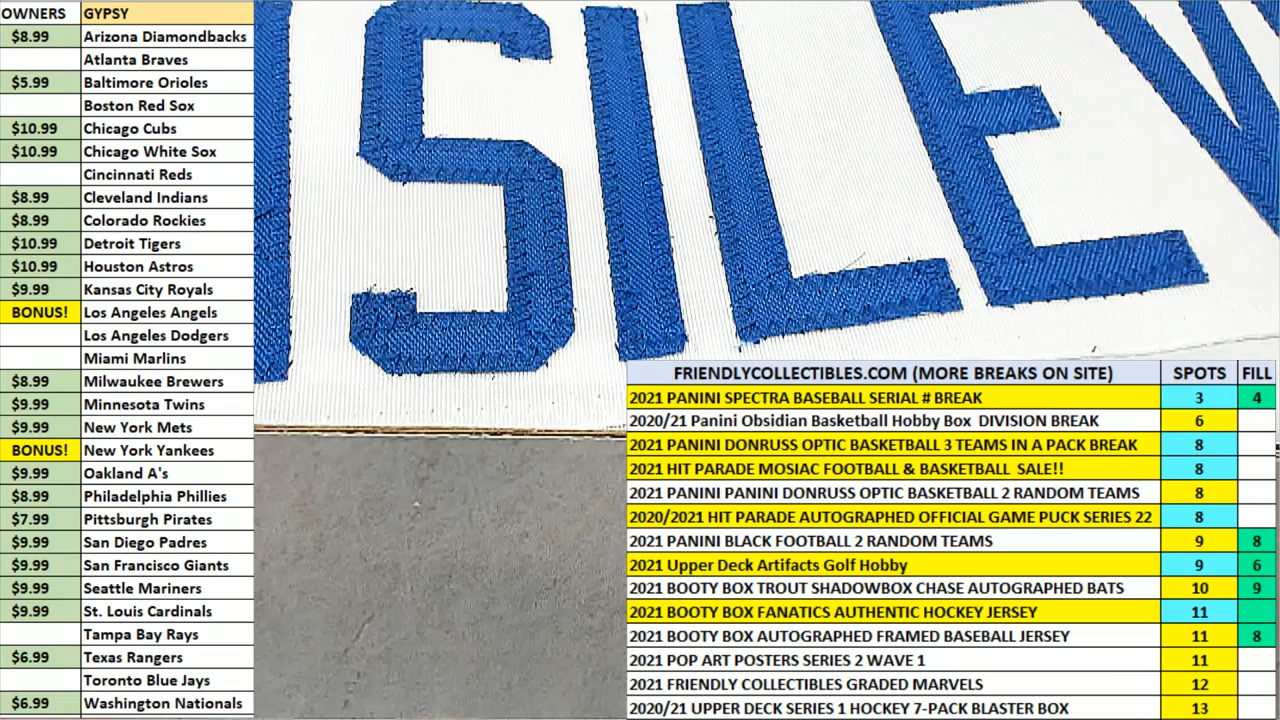 OWNERS GYPSY
$8.99 Arizona Diamondbacks
Atlanta Braves
$5.99 Baltimore Orioles
Boston Red Sox
$10.99 Chicago Cubs
$10.99 Chicago White Sox
Cincinnati Reds
$8.99 Cleveland Indians
$8.99 Colorado Rockies
$10.99 Detroit Tigers
$10.99 Houston Astros
$9.99 Kansas City Royals
BONUS! Los Angeles Angels
Los Angeles Dodgers
Miami Marlins
$8.99 Milwaukee Brewers
$9.99 Minnesota Twins
$9.99 New York Mets
BONUS! New York Yankees
$9.99 Oakland A's
$8.99 Philadelphia Phillies
$7.99 Pittsburgh Pirates
$9.99 San Diego Padres
$9.99 San Francisco Giants
$9.99 Seattle Mariners
$9.99 St. Louis Cardinals
Tampa Bay Rays
$6.99 Texas Rangers
Toronto Blue Jays
$6.99 Washington Nationals
SILEV
FRIENDLYCOLLECTIBLES.COM (MORE BREAKS ON SITE) SPOTS FILL
2021 PANINI SPECTRA BASEBALL SERIAL # BREAK 3 4
2020/21 Panini Obsidian Basketball Hobby Box DIVISION BREAK 6
2021 PANINI DONRUSS OPTIC BASKETBALL 3 TEAMS IN A PACK BREAK 8
2021 HIT PARADE MOSIAC FOOTBALL & BASKETBALL SALE!! 8
2021 PANINI PANINI DONRUSS OPTIC BASKETBALL 2 RANDOM TEAMS 8
2020/2021 HIT PARADE AUTOGRAPHED OFFICIAL GAME PUCK SERIES 22 8
2021 PANINI BLACK FOOTBALL 2 RANDOM TEAMS 9 8
2021 Upper Deck Artifacts Golf Hobby 9 6
2021 BOOTY BOX TROUT SHADOWBOX CHASE AUTOGRAPHED BATS 10 9
2021 BOOTY BOX FANATICS AUTHENTIC HOCKEY JERSEY 11
2021 BOOTY BOX AUTOGRAPHED FRAMED BASEBALL JERSEY 11 8
2021 POP ART POSTERS SERIES 2 WAVE 1 11
2021 FRIENDLY COLLECTIBLES GRADED MARVELS 12
2020/21 UPPER DECK SERIES 1 HOCKEY 7-PACK BLASTER BOX 13